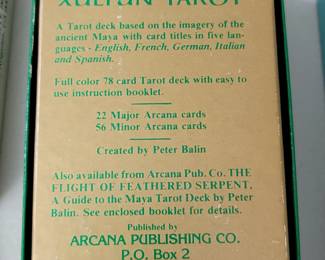 XULTUN TAROT
A Tarot deck based on the imagery of the
ancient Maya with card titles in five lan-
guages - English, French, German, Italian
and Spanish.
Full color 78 card Tarot deck with easy to
use instruction booklet.
22 Major Arcana cards
56 Minor Arcana cards
Created by Peter Balin
Also available from Arcana Pub. Co. THE
FLIGHT OF FEATHERED SERPENT,
A Guide to the Maya Tarot Deck by Peter
Balin. See enclosed booklet for details.
Published by
ARCANA PUBLISHING CO.
P.O. Box 2